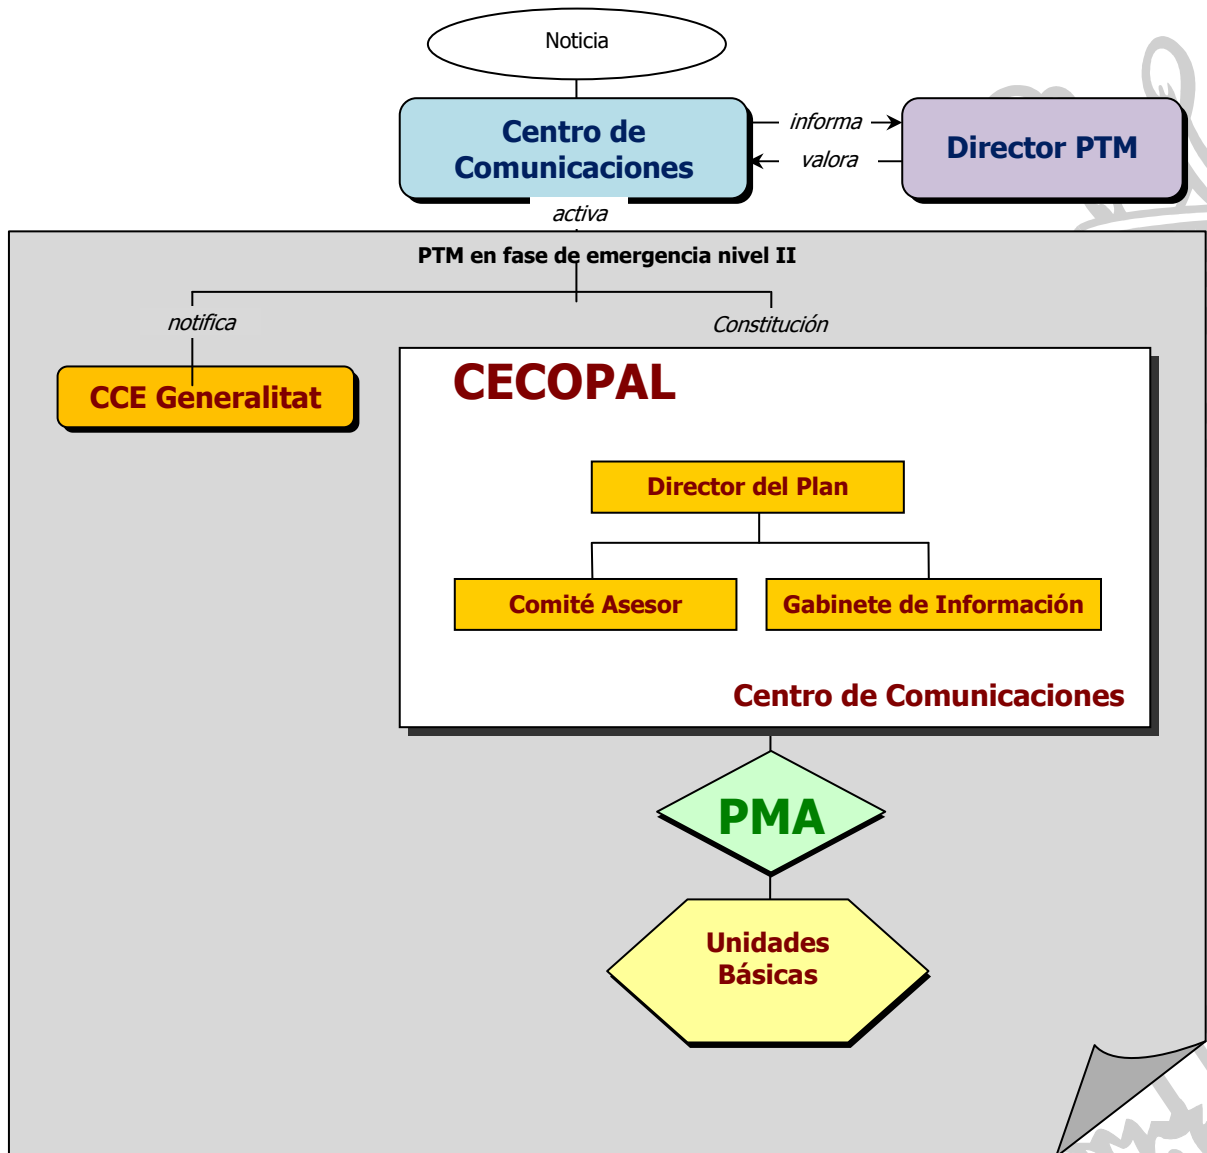 Noticia
Centro de
Comunicaciones
informa
valora
Director PTM
activa
PTM en fase de emergencia nivel II
notifica
Constitución
CCE Generalitat
CECOPAL
Director del Plan
Comité Asesor
Gabinete de Información
Centro de Comunicaciones
PMA
Unidades
Básicas